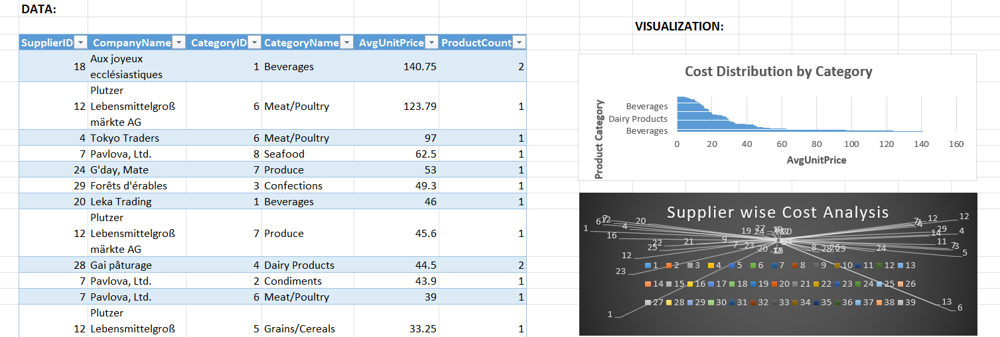 DATA:
VISUALIZATION:
SupplierID CompanyName CategoryID CategoryName AvgUnitPrice ProductCount
Aux joyeux
18 ecclésiastiques 1 Beverages 140.75 2
Plutzer
12 Lebensmittelgroß 6 Meat/Poultry 123.79 1
märkte AG
4 Tokyo Traders 6 Meat/Poultry 97 1
7 Pavlova, Ltd. 8 Seafood 62.5 1
24 G'day, Mate 7 Produce 53 1
29 Forêts d'érables 3 Confections 49.3 1
20 Leka Trading 1 Beverages 46 1
Plutzer
12 Lebensmittelgroß 7 Produce 45.6 1
märkte AG
28 Gai pâturage 4 Dairy Products 44.5 2
7 Pavlova, Ltd. 2 Condiments 43.9 1
7 Pavlova, Ltd. 6 Meat/Poultry 39 1
Plutzer
12 Lebensmittelgroß 5 Grains/Cereals 33.25 1
Cost Distribution by Category
Product Category
Beverages
Dairy Products
Beverages
0 20 40 60 80 100 120 140 160
AvgUnitPrice
Supplier wise Cost Analysis
20 12 12
1 4 4
16 19 27 24 14 29
22 21 9 11
25 7 23 20 8 28 29 24 7 3
12 5
23
1 2 3 4 5 6 7 8 9 10 11 12 13
14 15 16 17 18 19 20 21 22 23 24 25 26
27 28 29 30 31 32 33 34 35 36 37 38 39
1 13 6